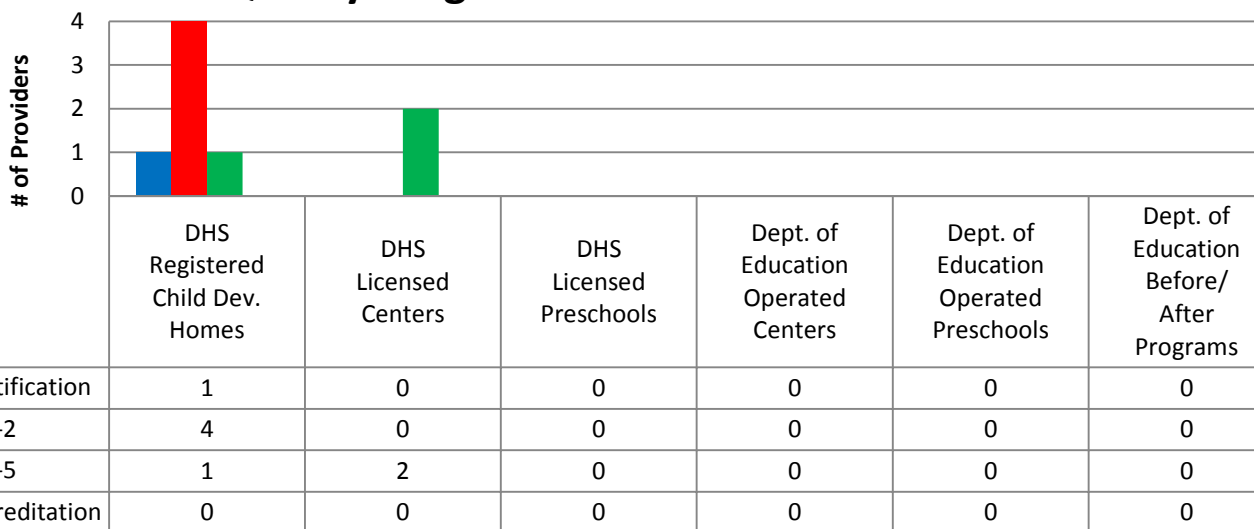 4
3
2
1
0
# of Providers
DHS
Registered
Child Dev.
Homes
DHS
Licensed
Centers
DHS
Licensed
Preschools
Dept. of
Education
Operated
Centers
Dept. of
Education
Operated
Preschools
Dept. of
Education
Before/
After
Programs
tification 1 0 0 0 0 0
-2 4 0 0 0 0 0
-5 1 2 0 0 0 0
reditation 0 0 0 0 0 0